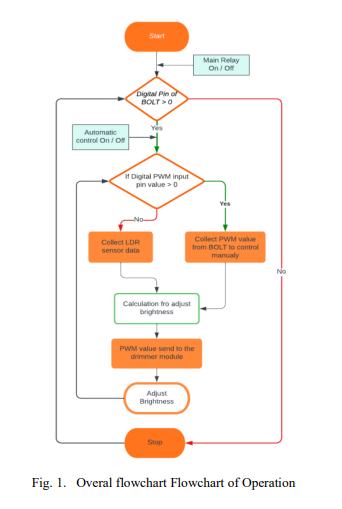 Start
Main Relay
On / Off
Digital Pin of
BOLT > 0
Yes
Automatic
control On / Off
If Digital PWM input
pin value > 0
Yes
No
Collect LDR
sensor data
Collect PWM value
from BOLT to control
manualy
No
Calculation fro adjust
brightness
PWM value send to the
drimmer module
Adjust
Brightness
Stop
Fig. 1. Overal flowchart Flowchart of Operation